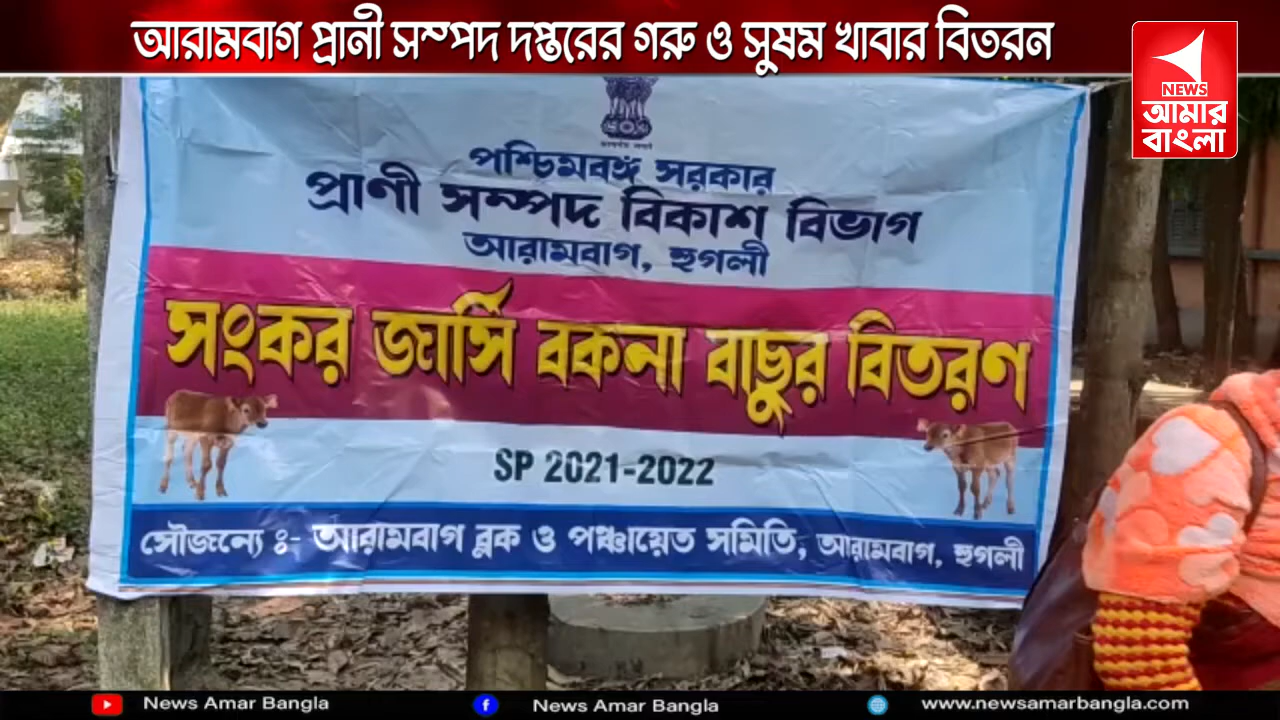 আরামবাগ প্রানী সম্পদ দপ্তরের গরু ও সুষম খাবার বিতরন
NEWS
আমার
বাংলা
পশ্চিমবঙ্গ সরকার
প্রাণী সম্পদ বিকাশ বিভাগ
আরামবাগ, হুগলী
সংকর জার্সি বকনা বাছুর বিতরণ
SP 2021-2022
সৌজন্যে ঃ- আরামবাগ ব্লক ও পঞ্চায়েত সমিতি, আরামবাগ, হুগলী
News Amar Bangla
News Amar Bangla
www.newsamarbangla.com